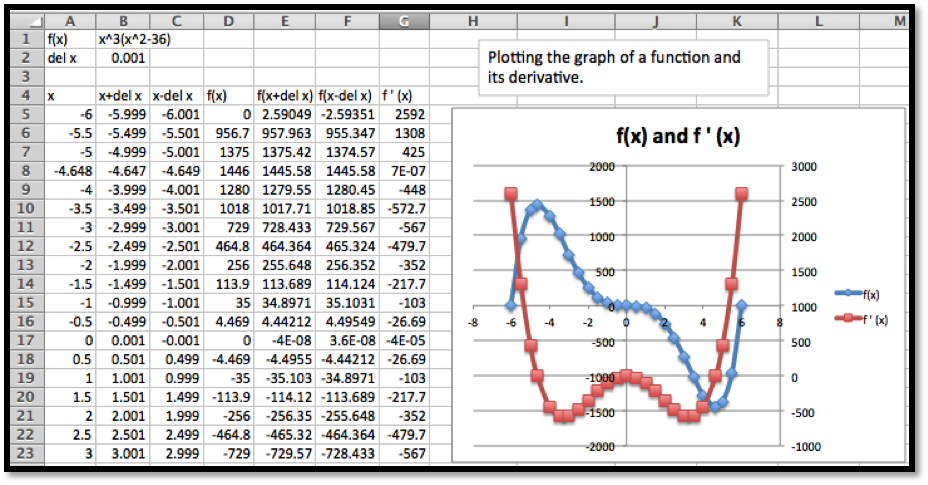 A B C D E F G H I J K L M
1 f(x) x^3(x^2-36)
2 del x 0.001
3
4 x x+del x x-del x f(x) f(x+del x) f(x-del x) f ' (x)
5 -6 -5.999 -6.001 0 2.59049 -2.59351 2592
6 -5.5 -5.499 -5.501 956.7 957.963 955.347 1308
7 -5 -4.999 -5.001 1375 1375.42 1374.57 425
8 -4.648 -4.647 -4.649 1446 1445.58 1445.58 7E-07
9 -4 -3.999 -4.001 1280 1279.55 1280.45 -448
10 -3.5 -3.499 -3.501 1018 1017.71 1018.85 -572.7
11 -3 -2.999 -3.001 729 728.433 729.567 -567
12 -2.5 -2.499 -2.501 464.8 464.364 465.324 -479.7
13 -2 -1.999 -2.001 256 255.648 256.352 -352
14 -1.5 -1.499 -1.501 113.9 113.689 114.124 -217.7
15 -1 -0.999 -1.001 35 34.8971 35.1031 -103
16 -0.5 -0.499 -0.501 4.469 4.44212 4.49549 -26.69
17 0 0.001 -0.001 0 -4E-08 3.6E-08 -4E-05
18 0.5 0.501 0.499 -4.469 -4.4955 -4.44212 -26.69
19 1 1.001 0.999 -35 -35.103 -34.8971 -103
20 1.5 1.501 1.499 -113.9 -114.12 -113.689 -217.7
21 2 2.001 1.999 -256 -256.35 -255.648 -352
22 2.5 2.501 2.499 -464.8 -465.32 -464.364 -479.7
23 3 3.001 2.999 -729 -729.57 -728.433 -567
Plotting the graph of a function and
its derivative.
f(x) and f ' (x)
2000 3000
1500 2500
1000 2000
500 1500
0 1000
-8 -6 -4 -2 0 2 4 6 8
-500 500
-1000 0
-1500 -500
-2000 -1000
f(x)
f ' (x)